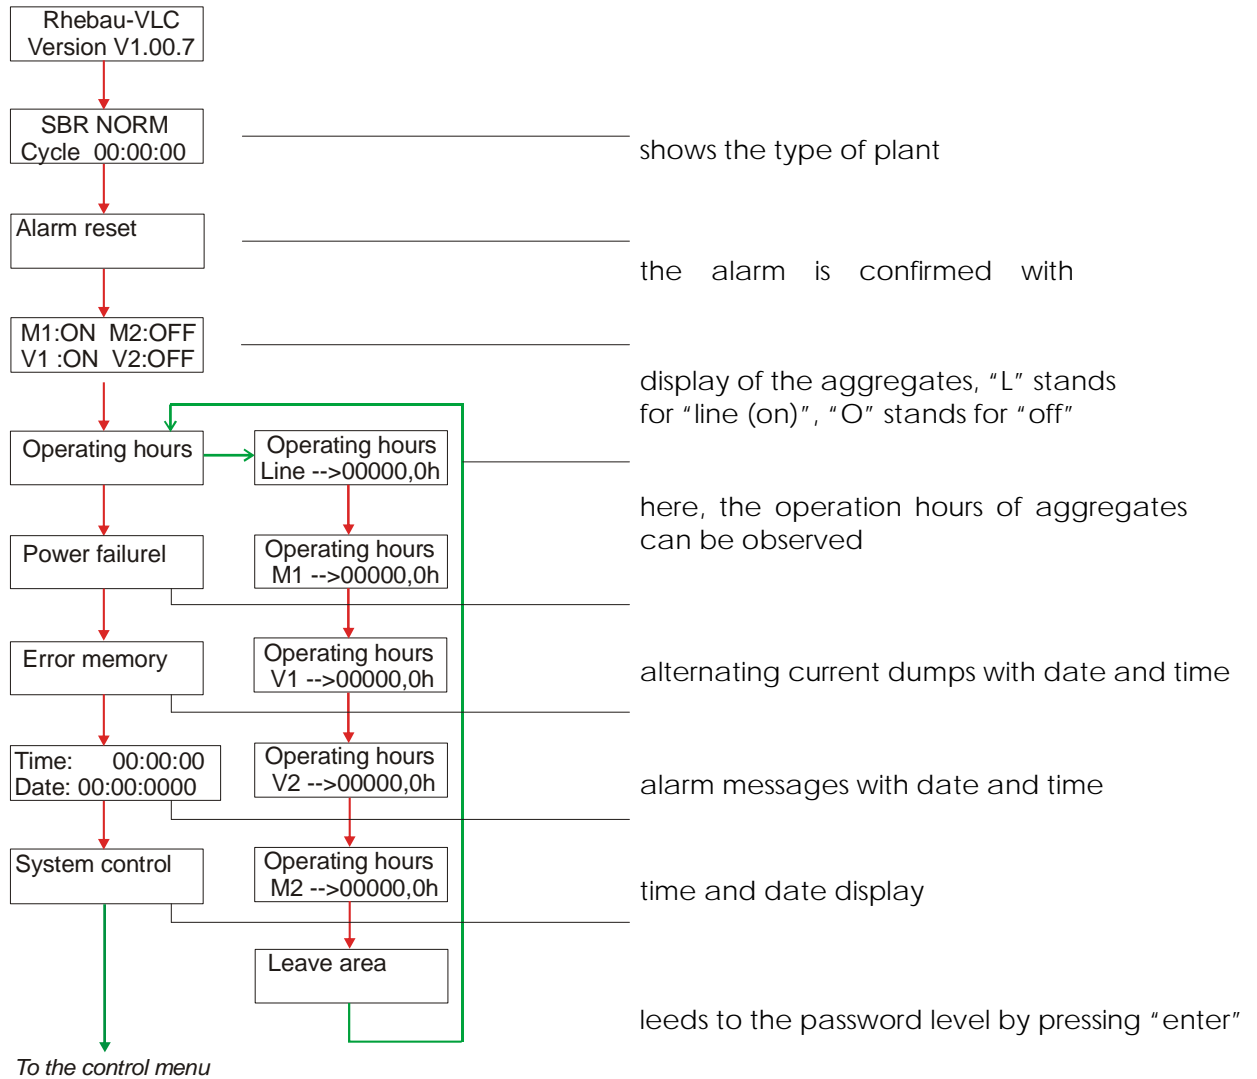 Rhebau-VLC
Version V1.00.7
SBR NORM
Cycle 00:00:00
shows the type of plant
Alarm reset
the alarm is confirmed with
M1:ON M2:OFF
V1 :ON V2:OFF
display of the aggregates, “L” stands
for “line (on)”, “O” stands for “off”
Operating hours
Operating hours
Line -->00000,0h
here, the operation hours of aggregates
can be observed
Power failurel
Operating hours
M1 -->00000,0h
Error memory
Operating hours
V1 -->00000,0h
alternating current dumps with date and time
Time: 00:00:00
Date: 00:00:0000
Operating hours
V2 -->00000,0h
alarm messages with date and time
System control
Operating hours
M2 -->00000,0h
time and date display
Leave area
leeds to the password level by pressing “enter”
To the control menu